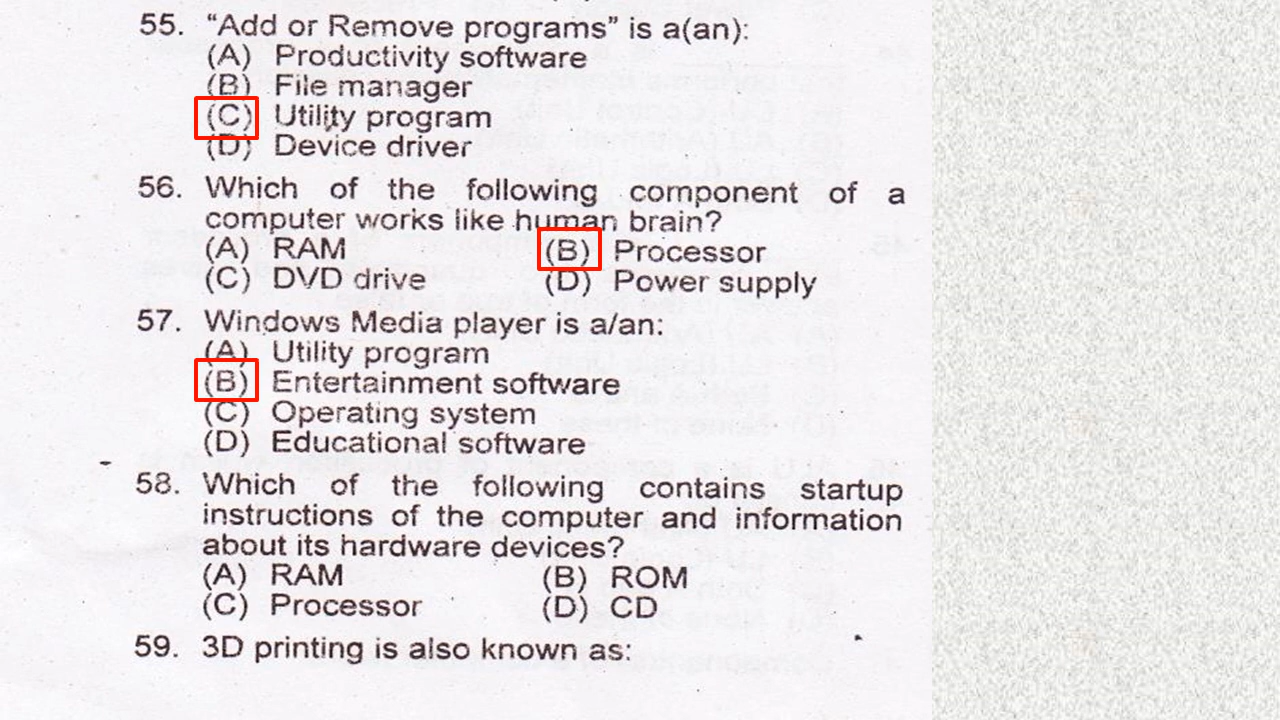 55. “Add or Remove programs” is a(an):
(A) Productivity software
(B) File manager
(C) Utility program
(D) Device driver
56. Which of the following component of a
computer works like human brain?
(A) RAM (B) Processor
(C) DVD drive (D) Power supply
57. Windows Media player is a/an:
(A) Utility program
(B) Entertainment software
(C) Operating system
(D) Educational software
58. Which of the following contains startup
instructions of the computer and information
about its hardware devices?
(A) RAM (B) ROM
(C) Processor (D) CD
59. 3D printing is also known as: